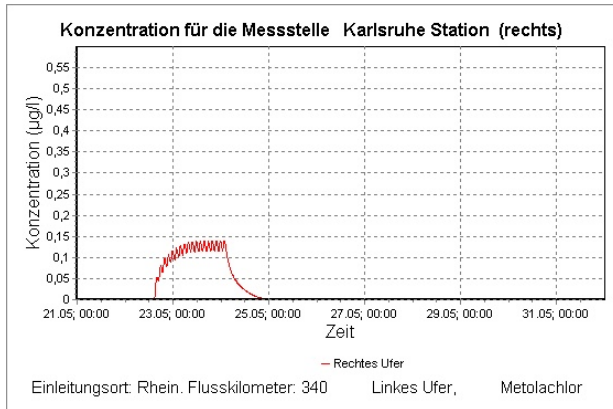 Konzentration für die Messstelle Karlsruhe Station (rechts)
Konzentration (µg/l)
0,55
0,5
0,45
0,4
0,35
0,3
0,25
0,2
0,15
0,1
0,05
0
21.05; 00:00 23.05; 00:00 25.05; 00:00 27.05; 00:00 29.05; 00:00 31.05; 00:00
Zeit
Rechtes Ufer
Einleitungsort: Rhein. Flusskilometer: 340 Linkes Ufer, Metolachlor